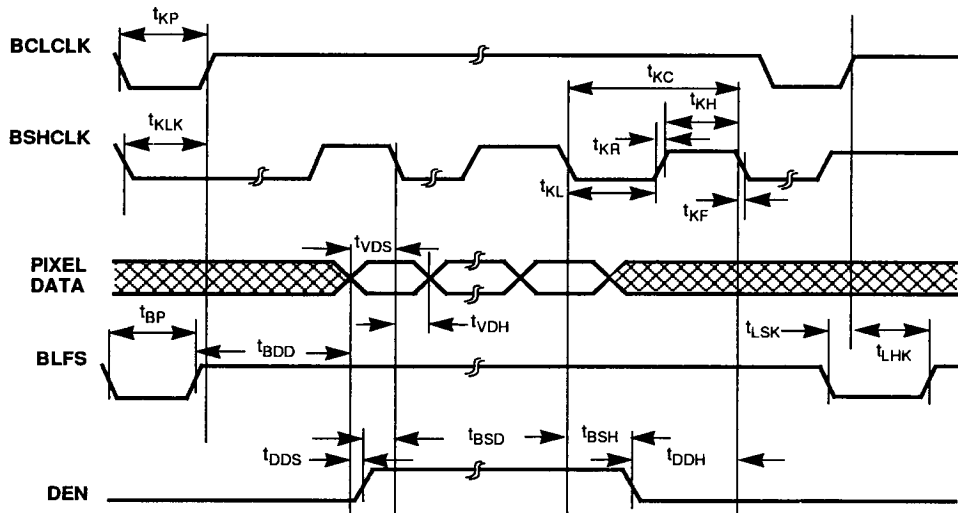 tKP
BCLCLK
tKC
tKH
tKLK
BSHCLK
tKR
tKL
tKF
tVDS
PIXEL
DATA
tVDH
tBP
tLSK
tBDD
tLHK
BLFS
tBSD
tBSH
tDDS
tDDH
DEN